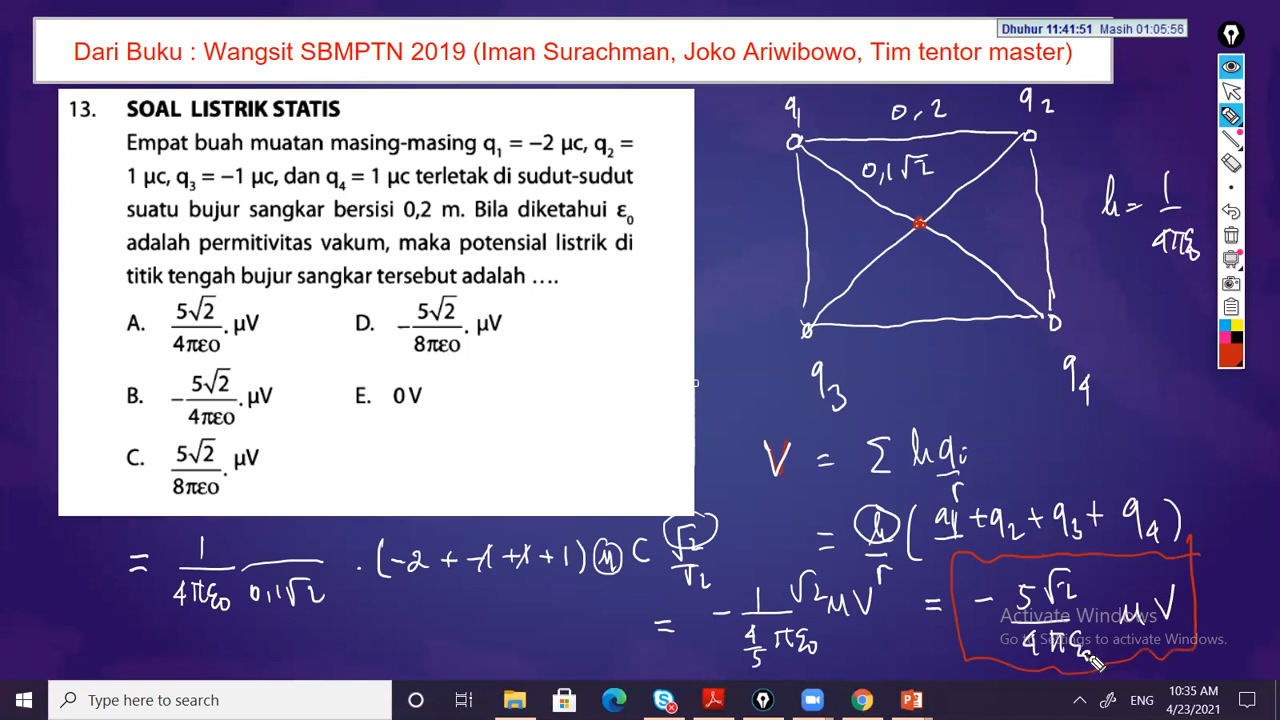 Dhuhur 11:41:51 Masih 01:05:56
Dari Buku : Wangsit SBMPTN 2019 (Iman Surachman, Joko Ariwibowo, Tim tentor master)
13. SOAL LISTRIK STATIS
Empat buah muatan masing-masing q₁ = −2 μc, q₂ =
1 μc, q₃ = −1 μc, dan q₄ = 1 μc terletak di sudut-sudut
suatu bujur sangkar bersisi 0,2 m. Bila diketahui ε₀
adalah permitivitas vakum, maka potensial listrik di
titik tengah bujur sangkar tersebut adalah ....
A. 5√2/4πεo . μV
D. −5√2/8πεo . μV
B. −5√2/4πεo . μV
E. 0 V
C. 5√2/8πεo . μV
q₁
0,2
q₂
0,1√2
k = 1/4πε₀
q₃
q₄
V = Σ k qi/r
= k/r (q1 + q₂ + q₃ + q₄)
= 1/4πε₀ 0,1√2 . (-2 + -1 + 1 + 1) μ C √2/√2
= - 1/(4/5 πε₀) √2 μV
= - 5√2/4πε₀ μV
Activate Windows
Go to Settings to activate Windows.
Type here to search
ENG
10:35 AM
4/23/2021